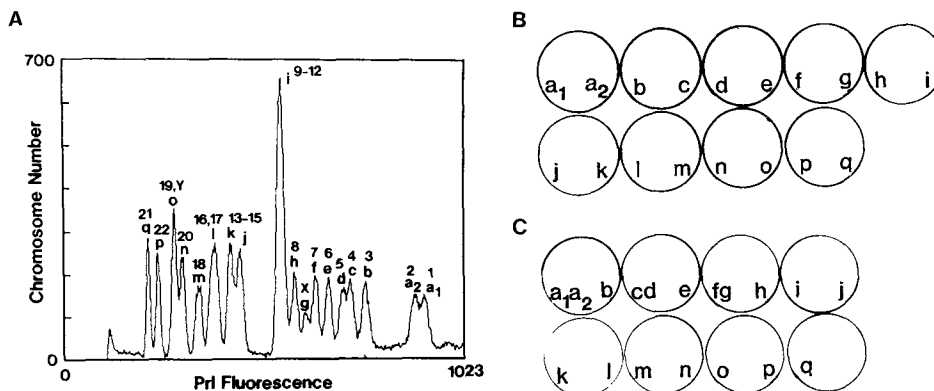 A
700
Chromosome Number
0
0
PrI Fluorescence
1023
21
q
22
p
19,Y
o
20
n
18
m
16,17
l
13-15
k
j
i 9-12
8
h
X
g
7
f
6
e
5
d
4
c
3
b
2
a2
1
a1
B
a1 a2 b c d e f g h i
j k l m n o p q
C
a1a2 b cd e fg h i j
k l m n o p q